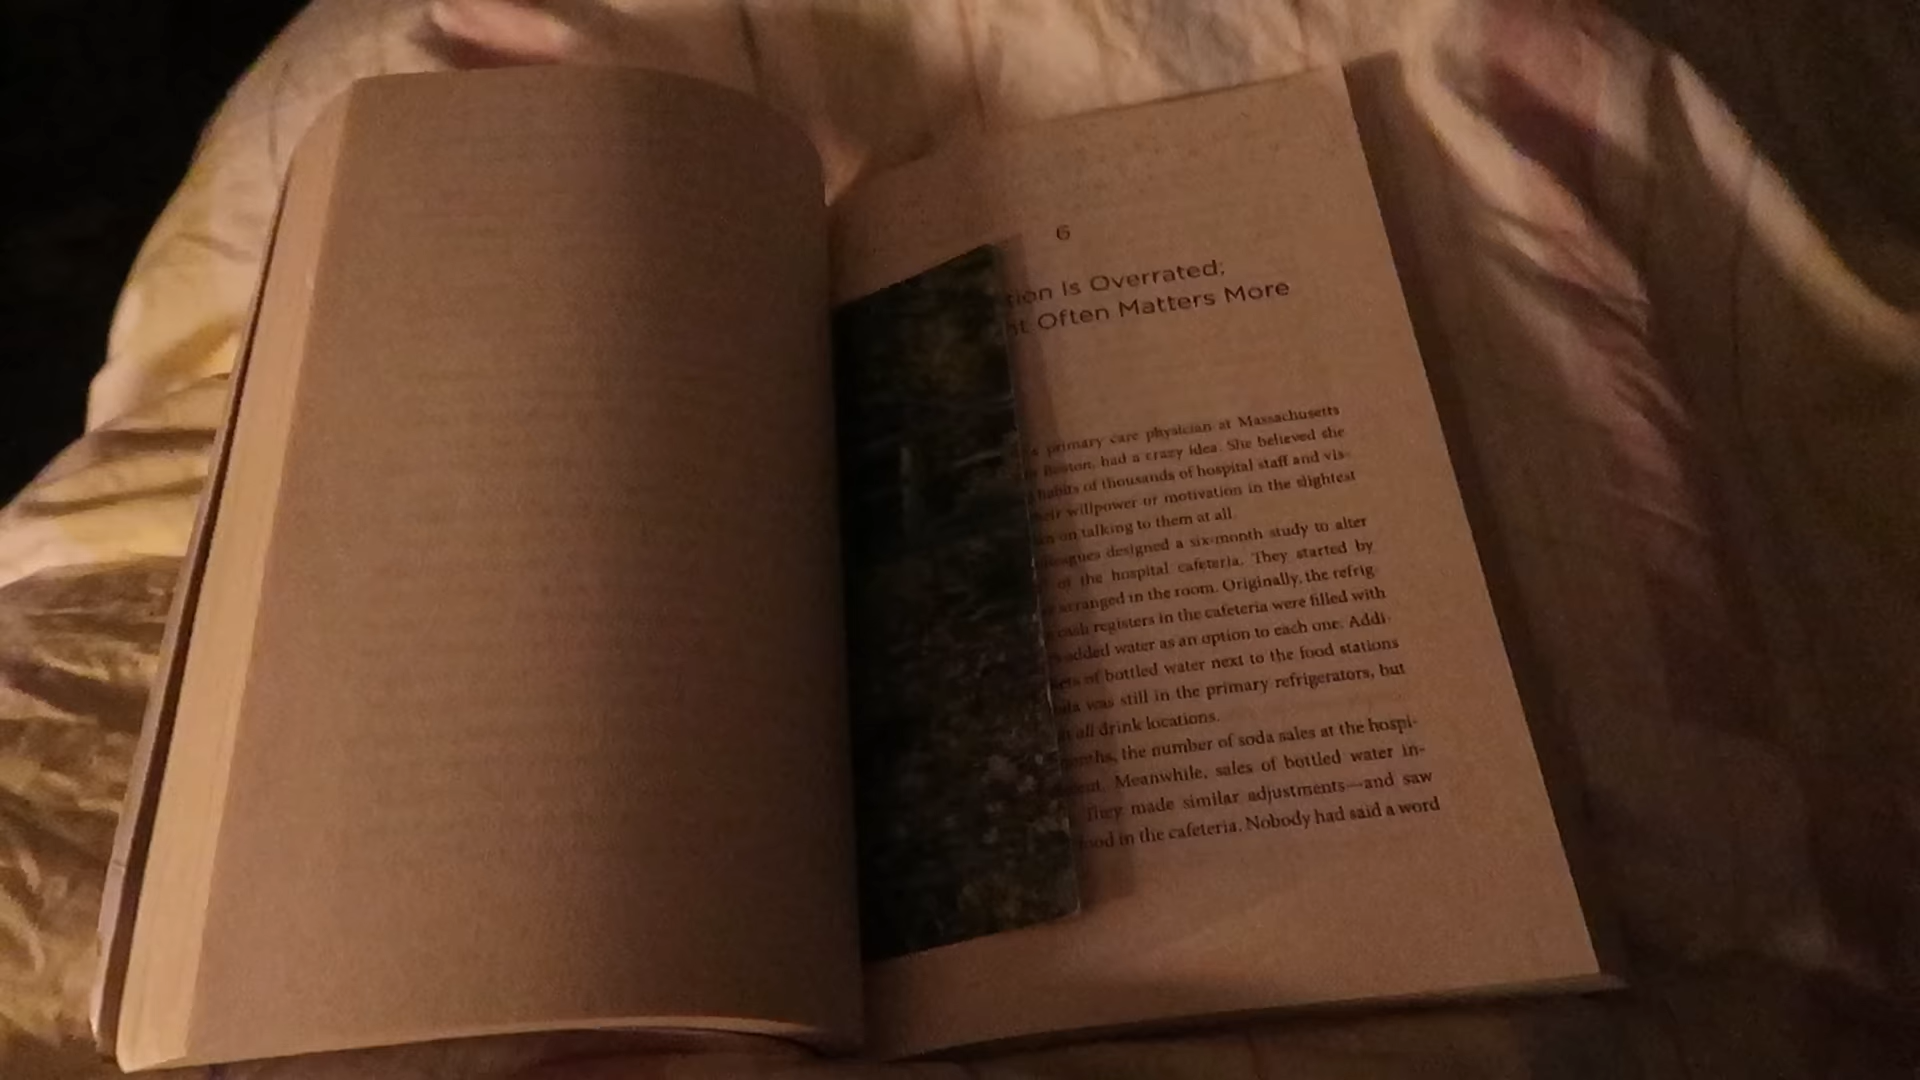 6
Is Overrated;
Often Matters More
primary care physician at Massachusetts
Boston, had a crazy idea. She believed she
habits of thousands of hospital staff and vis-
willpower or motivation in the slightest
on talking to them at all.
designed a six-month study to alter
of the hospital cafeteria. They started by
arranged in the room. Originally, the refrig-
cash registers in the cafeteria were filled with
added water as an option to each one. Addi-
of bottled water next to the food stations
was still in the primary refrigerators, but
all drink locations.
the number of soda sales at the hospi-
Meanwhile, sales of bottled water in-
They made similar adjustments—and saw
in the cafeteria. Nobody had said a word